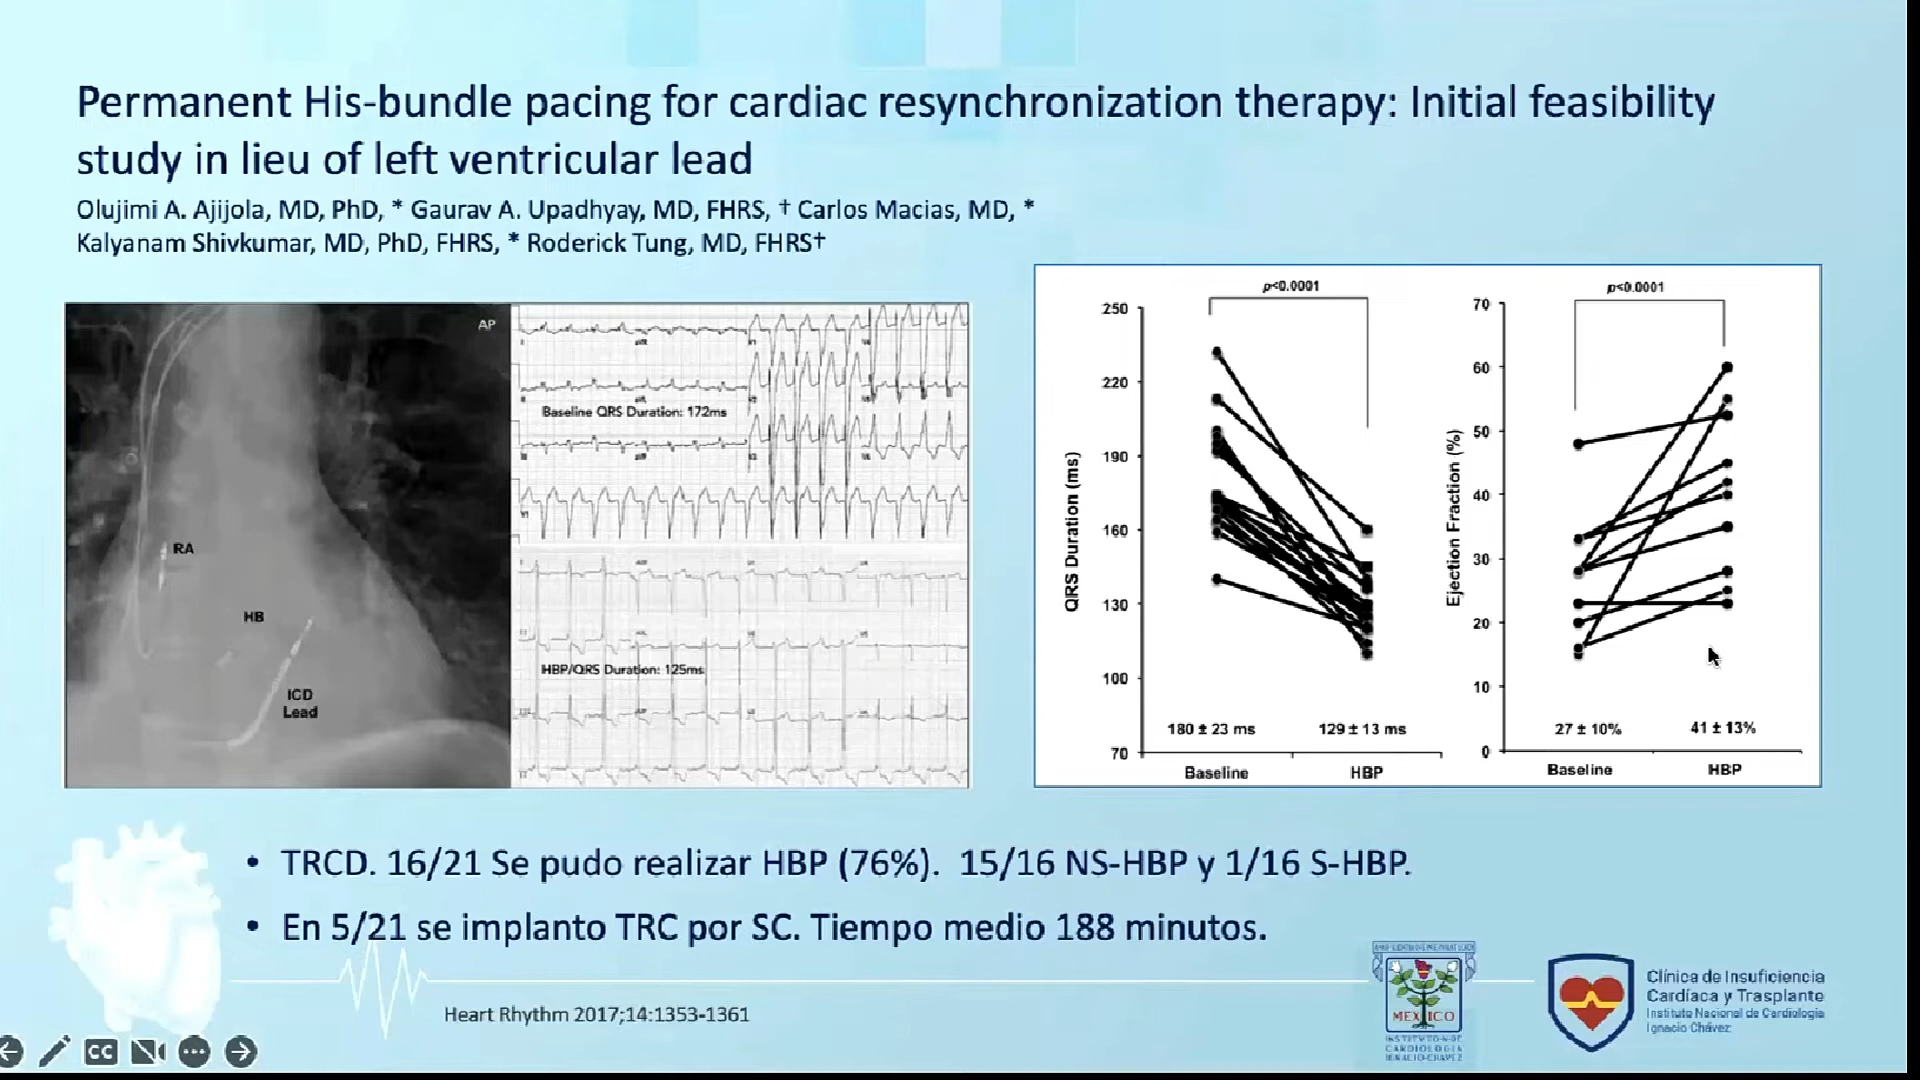 Permanent His-bundle pacing for cardiac resynchronization therapy: Initial feasibility
study in lieu of left ventricular lead
Olujimi A. Ajijola, MD, PhD, * Gaurav A. Upadhyay, MD, FHRS, † Carlos Macias, MD, *
Kalyanam Shivkumar, MD, PhD, FHRS, * Roderick Tung, MD, FHRS†
AP
RA
HB
ICD
Lead
Baseline QRS Duration: 172ms
HBP/QRS Duration: 125ms
p<0.0001
250
220
190
160
130
100
70
QRS Duration (ms)
180 ± 23 ms
129 ± 13 ms
Baseline
HBP
p<0.0001
70
60
50
40
30
20
10
0
Ejection Fraction (%)
27 ± 10%
41 ± 13%
Baseline
HBP
• TRCD. 16/21 Se pudo realizar HBP (76%). 15/16 NS-HBP y 1/16 S-HBP.
• En 5/21 se implanto TRC por SC. Tiempo medio 188 minutos.
Heart Rhythm 2017;14:1353-1361
MEXICO
INSTITVTO N. DE
CARDIOLOGIA
IGNACIO CHAVEZ
Clínica de Insuficiencia
Cardíaca y Trasplante
Instituto Nacional de Cardiología
Ignacio Chávez
CC